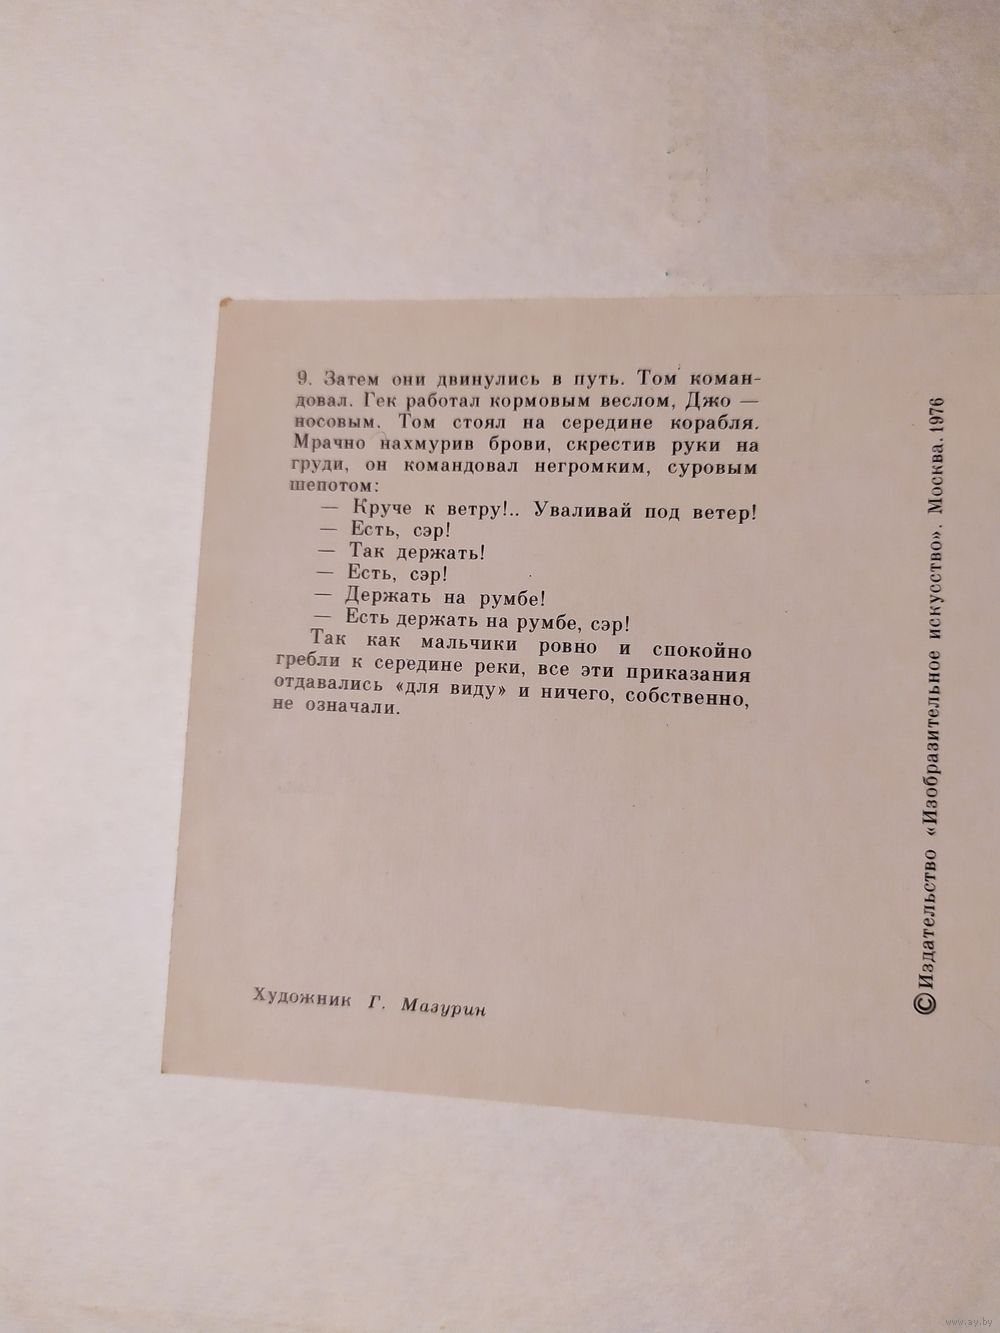 9. Затем они двинулись в путь. Том коман-
довал. Гек работал кормовым веслом, Джо —
носовым. Том стоял на середине корабля.
Мрачно нахмурив брови, скрестив руки на
груди, он командовал негромким, суровым
шепотом:
— Круче к ветру!.. Уваливай под ветер!
— Есть, сэр!
— Так держать!
— Есть, сэр!
— Держать на румбе!
— Есть держать на румбе, сэр!
Так как мальчики ровно и спокойно
гребли к середине реки, все эти приказания
отдавались «для виду» и ничего, собственно,
не означали.
Художник Г. Мазурин
© Издательство «Изобразительное искусство». Москва. 1976
www.ay.by